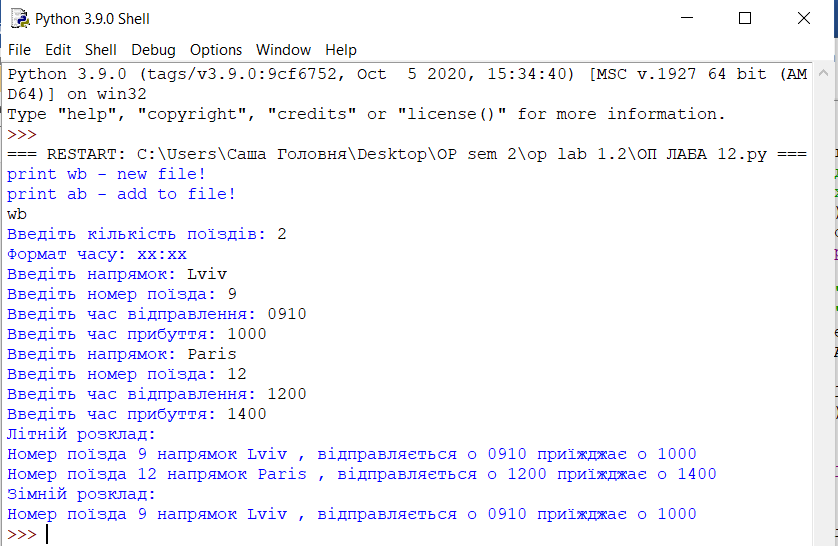 Python 3.9.0 Shell
File Edit Shell Debug Options Window Help
Python 3.9.0 (tags/v3.9.0:9cf6752, Oct  5 2020, 15:34:40) [MSC v.1927 64 bit (AM
D64)] on win32
Type "help", "copyright", "credits" or "license()" for more information.
>>>
=== RESTART: C:\Users\Саша Головня\Desktop\OP sem 2\op lab 1.2\ОП ЛАБА 12.py ===
print wb - new file!
print ab - add to file!
wb
Введіть кількість поїздів: 2
Формат часу: xx:xx
Введіть напрямок: Lviv
Введіть номер поїзда: 9
Введіть час відправлення: 0910
Введіть час прибуття: 1000
Введіть напрямок: Paris
Введіть номер поїзда: 12
Введіть час відправлення: 1200
Введіть час прибуття: 1400
Літній розклад:
Номер поїзда 9 напрямок Lviv , відправляється о 0910 приїжджає о 1000
Номер поїзда 12 напрямок Paris , відправляється о 1200 приїжджає о 1400
Зімній розклад:
Номер поїзда 9 напрямок Lviv , відправляється о 0910 приїжджає о 1000
>>>